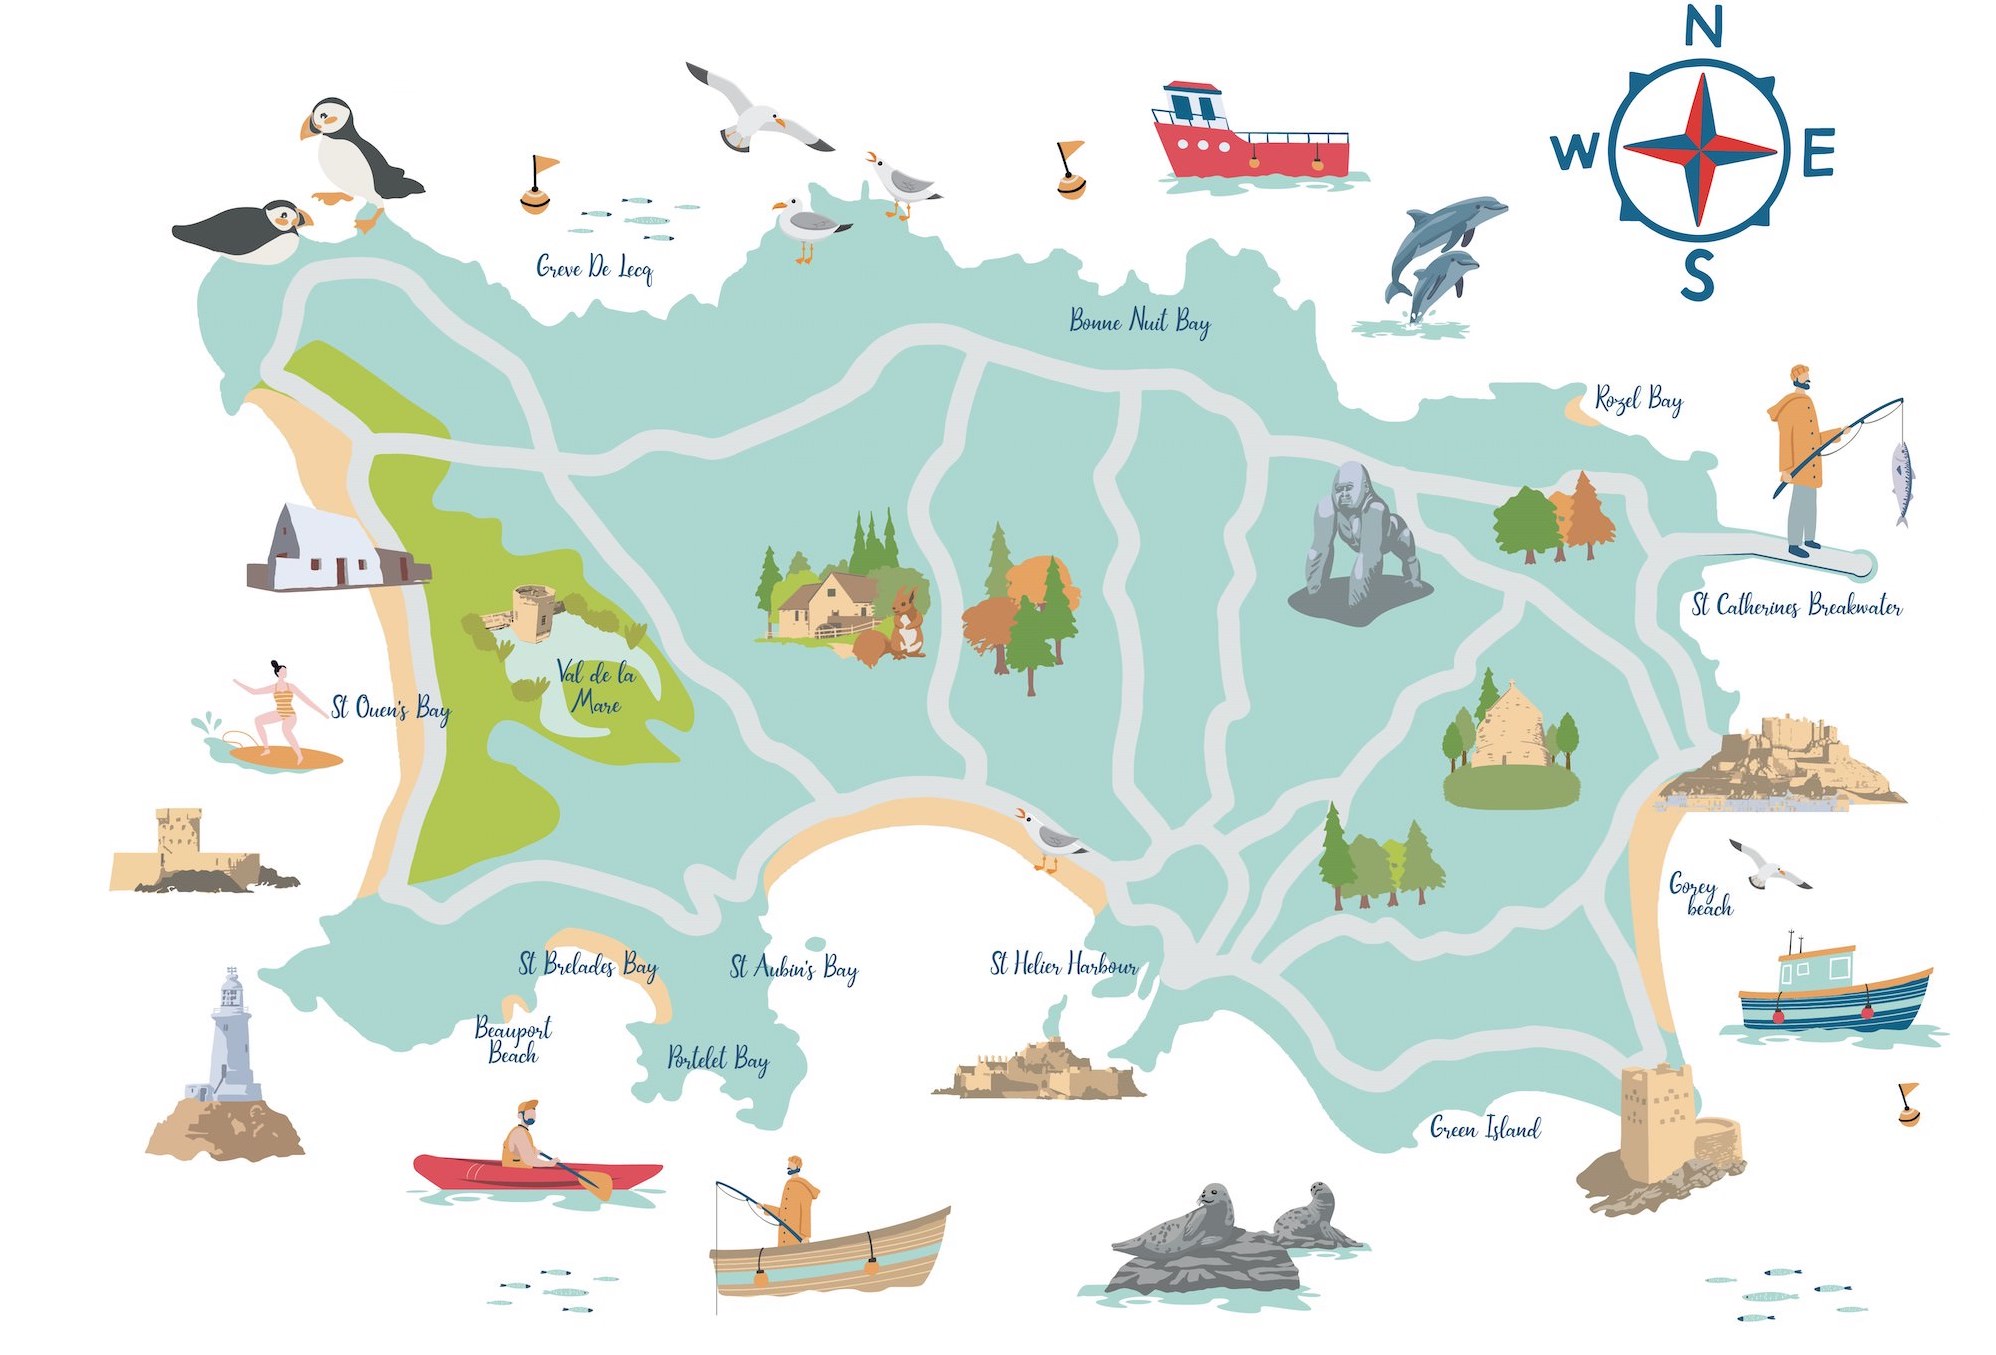 N
W
E
S
Greve De Lecq
Bonne Nuit Bay
Rozel Bay
St Catherines Breakwater
Val de la
Mare
St Ouen's Bay
Gorey
beach
St Brelades Bay
St Aubin's Bay
St Helier Harbour
Beauport
Beach
Portelet Bay
Green Island